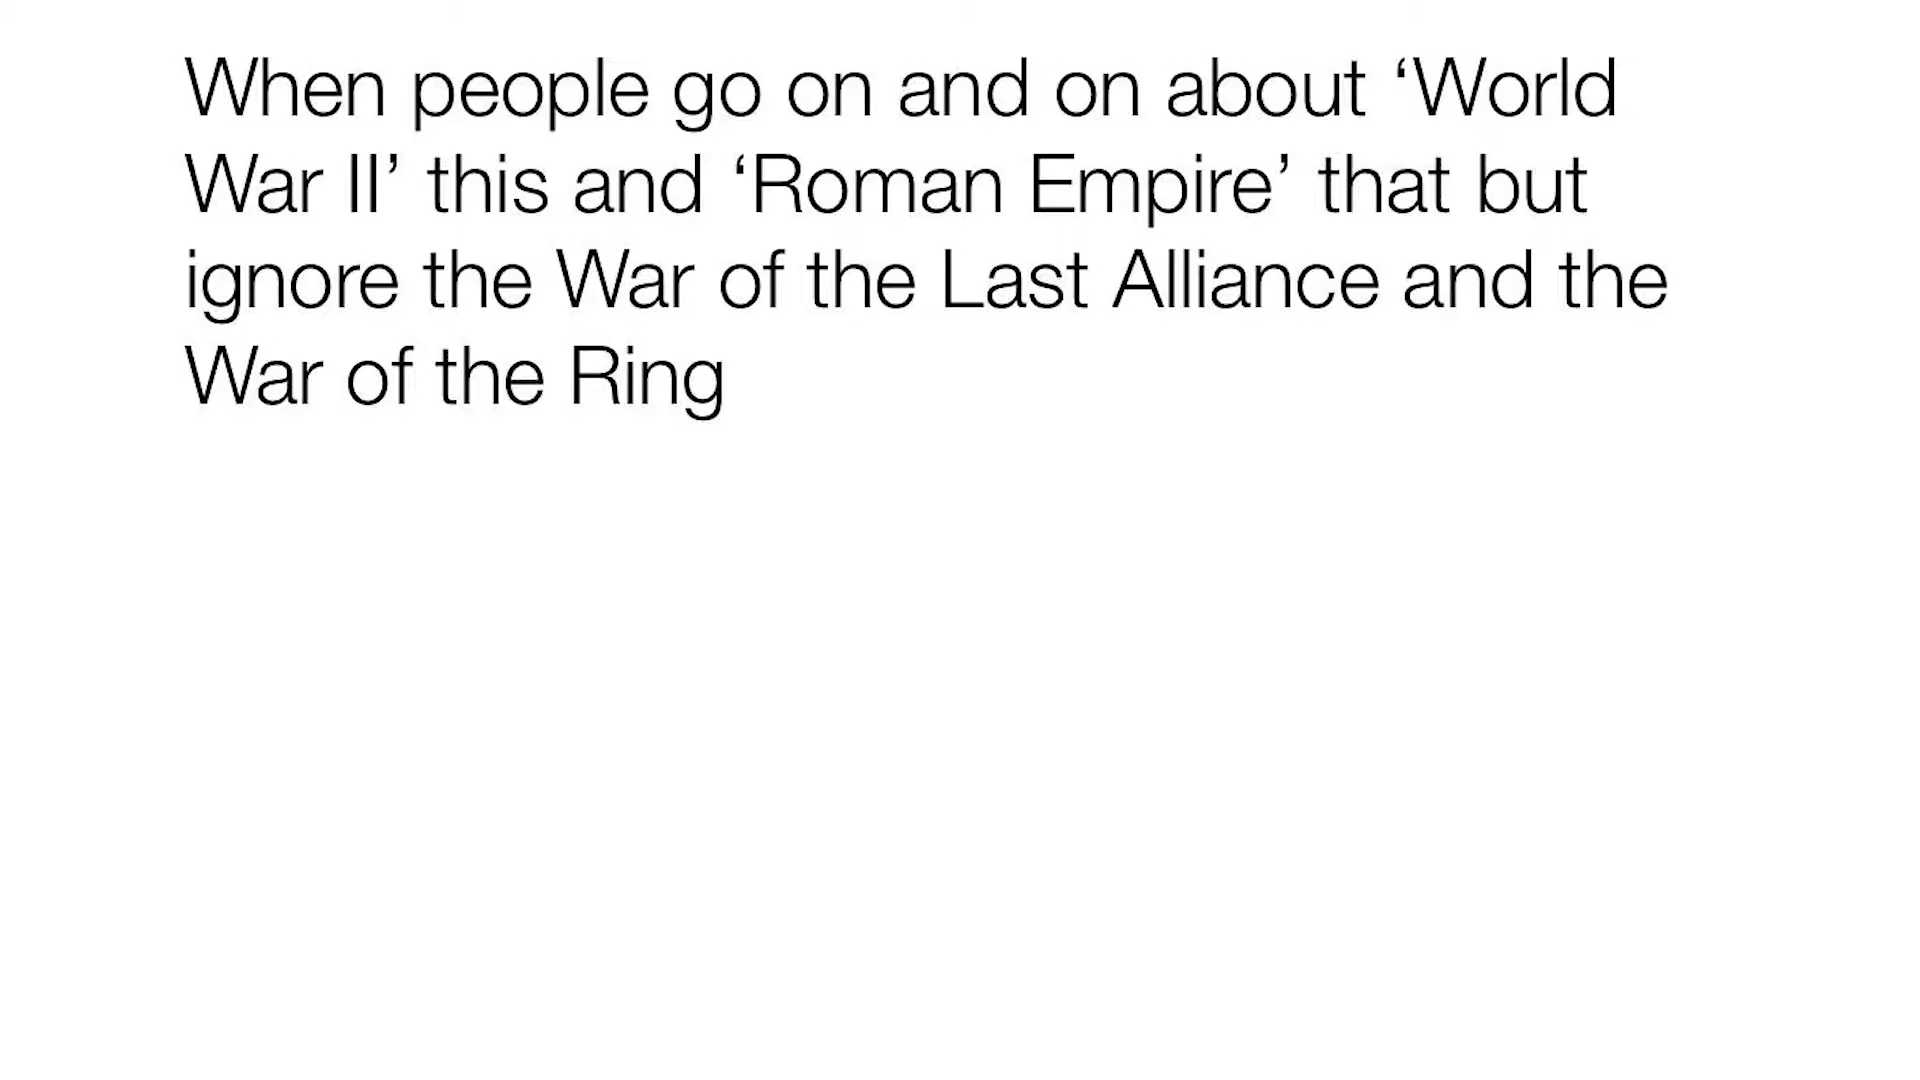 When people go on and on about ‘World
War II’ this and ‘Roman Empire’ that but
ignore the War of the Last Alliance and the
War of the Ring